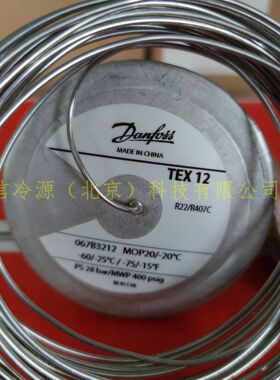 Danfoss
MADE IN CHINA
TEX 12
R22/R407C
信冷源（北京）科技有限公司
067B3212 MOP20/-20°C
-60/-25°C / -75/-15°F
PS 28 bar/MWP 400 psig